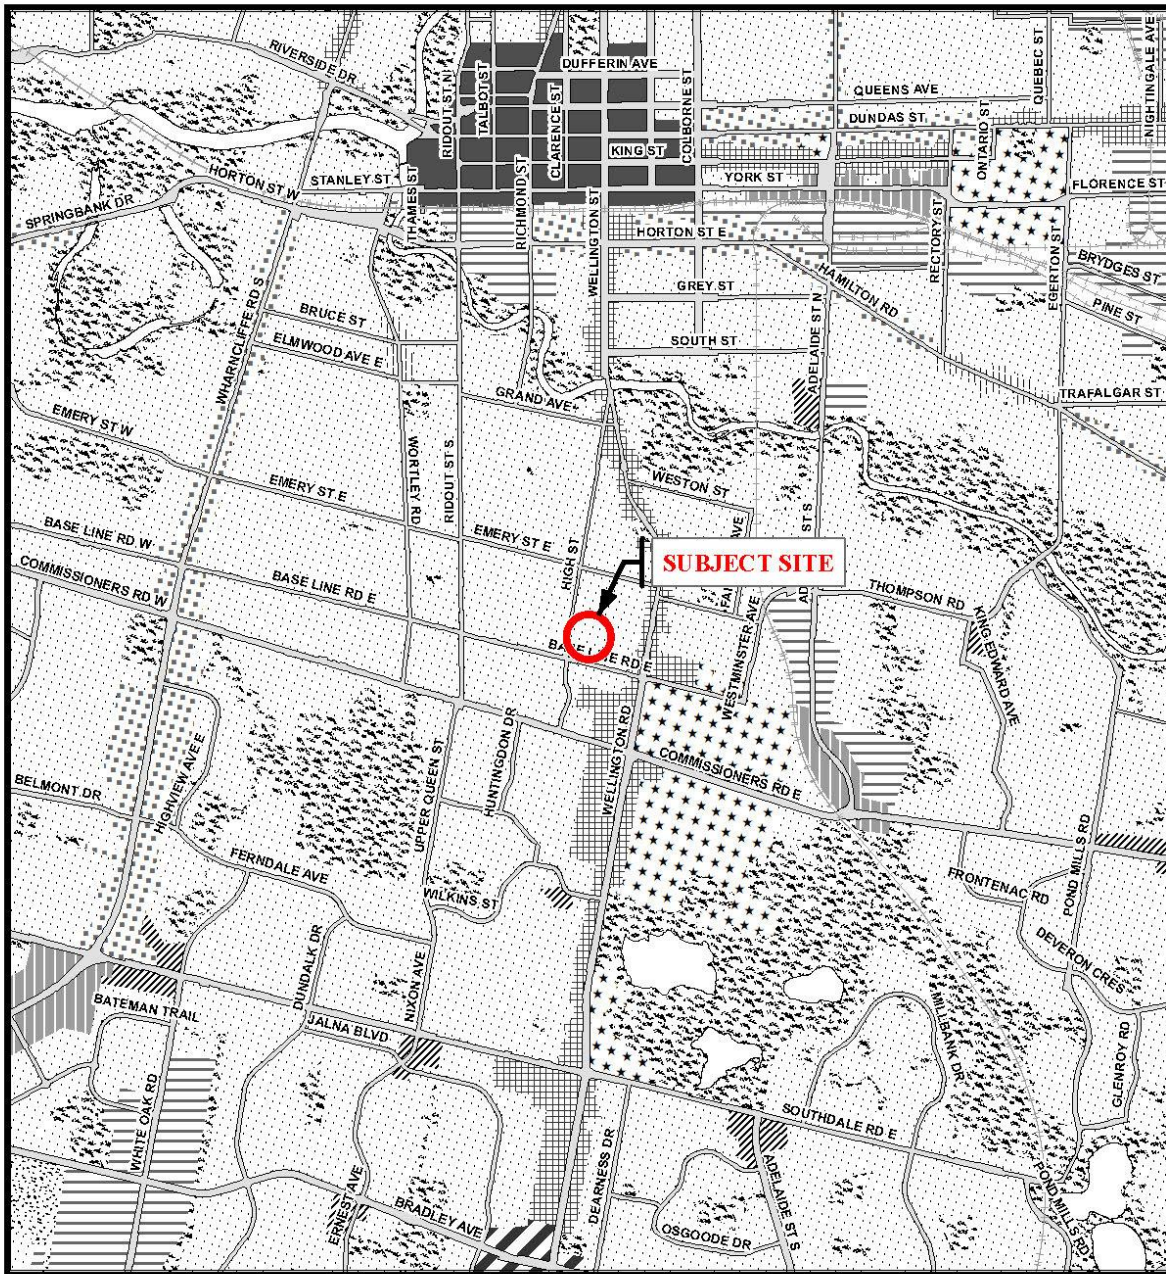 RIVERSIDE DR
RIDOUT ST N
TALBOT ST
DUFFERIN AVE
CLARENCE ST
COLBORNE ST
QUEENS AVE
QUEBEC ST
NIGHTINGALE AVE
DUNDAS ST
ONTARIO ST
KING ST
YORK ST
FLORENCE ST
HORTON ST W
STANLEY ST
THAMES ST
RICHMOND ST
WELLINGTON ST
SPRINGBANK DR
HORTON ST E
RECTORY ST
EGERTON ST
BRYDGES ST
PINE ST
HAMILTON RD
GREY ST
ADELAIDE ST N
SOUTH ST
WHARNCLIFFE RD S
BRUCE ST
ELMWOOD AVE E
GRAND AVE
TRAFALGAR ST
EMERY ST W
WORTLEY RD
RIDOUT ST S
EMERY ST E
WESTON ST
EMERY ST E
HIGH ST
BASE LINE RD W
BASE LINE RD E
COMMISSIONERS RD W
SUBJECT SITE
THOMPSON RD
KING EDWARD AVE
WESTMINSTER AVE
RD E
HUNTINGDON DR
WELLINGTON RD
COMMISSIONERS RD E
BELMONT DR
HIGHVIEW AVE E
UPPER QUEEN ST
POND MILLS RD
FERNDALE AVE
WILKINS ST
FRONTENAC RD
DEVERON CRES
DUNDALK DR
NIXON AVE
BATEMAN TRAIL
JALNA BLVD
MILLBANK DR
GLENROY RD
WHITE OAK RD
SOUTHDALE RD E
ERNEST AVE
BRADLEY AVE
DEARNESS DR
OSGOODE DR
ADELAIDE ST S
POND MILLS RD